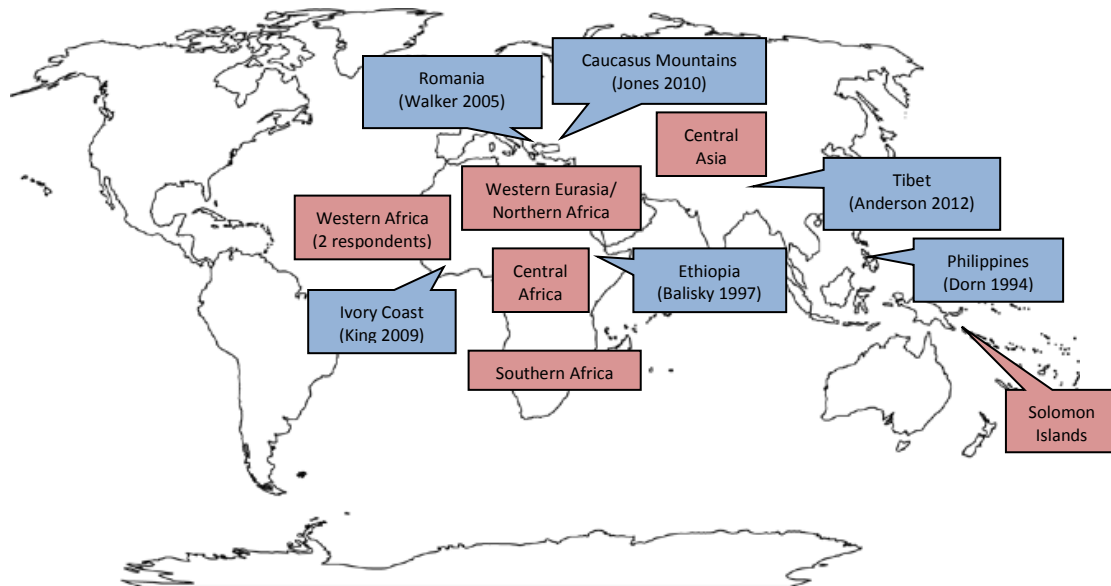 Romania
(Walker 2005)
Caucasus Mountains
(Jones 2010)
Central
Asia
Tibet
(Anderson 2012)
Western Eurasia/
Northern Africa
Western Africa
(2 respondents)
Central
Africa
Ethiopia
(Balisky 1997)
Philippines
(Dorn 1994)
Ivory Coast
(King 2009)
Southern Africa
Solomon
Islands